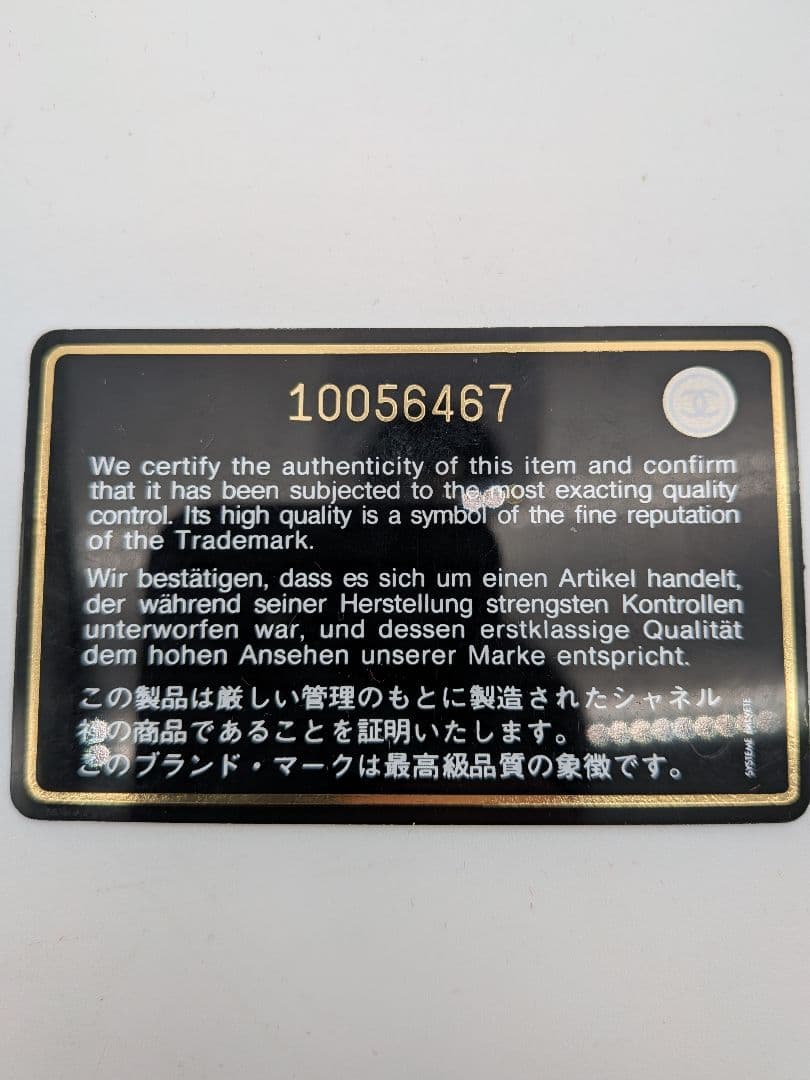 10056467
We certify the authenticity of this item and confirm
that it has been subjected to the most exacting quality
control. Its high quality is a symbol of the fine reputation
of the Trademark.
Wir bestätigen, dass es sich um einen Artikel handelt,
der während seiner Herstellung strengsten Kontrollen
unterworfen war, und dessen erstklassige Qualität
dem hohen Ansehen unserer Marke entspricht.
この製品は厳しい管理のもとに製造されたシャネル
社の商品であることを証明いたします。
このブランド・マークは最高級品質の象徴です。
SYSTEME